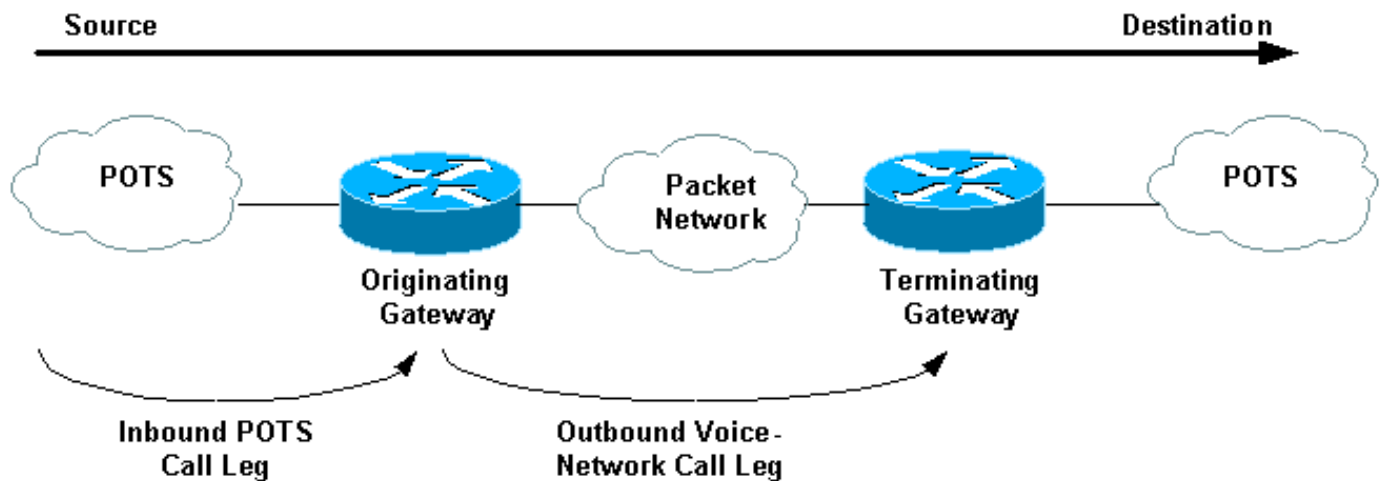 Source
Destination
POTS
Packet
Network
POTS
Originating
Gateway
Terminating
Gateway
Inbound POTS
Call Leg
Outbound Voice-
Network Call Leg